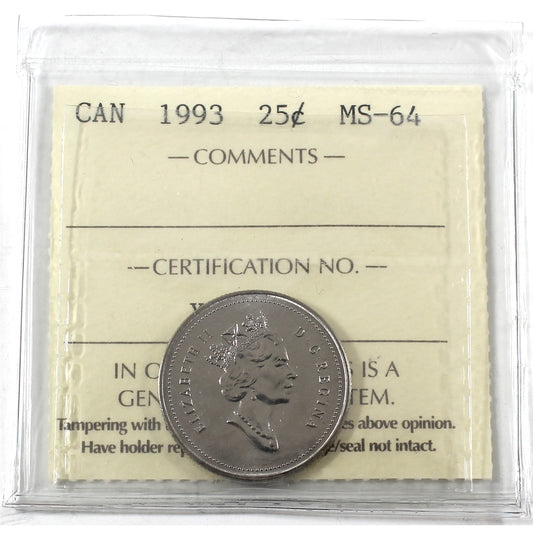 CAN 1993 25¢ MS-64
— COMMENTS —
— CERTIFICATION NO. —
IN IS A
TEM.
Tampering with above opinion.
Have holder seal not intact.
ELIZABETH II D·G·REGINA